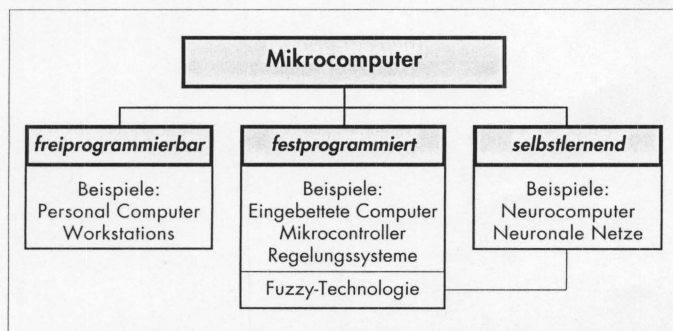 Mikrocomputer
freiprogrammierbar
Beispiele:
Personal Computer
Workstations
festprogrammiert
Beispiele:
Eingebettete Computer
Mikrocontroller
Regelungssysteme
Fuzzy-Technologie
selbstlernend
Beispiele:
Neurocomputer
Neuronale Netze